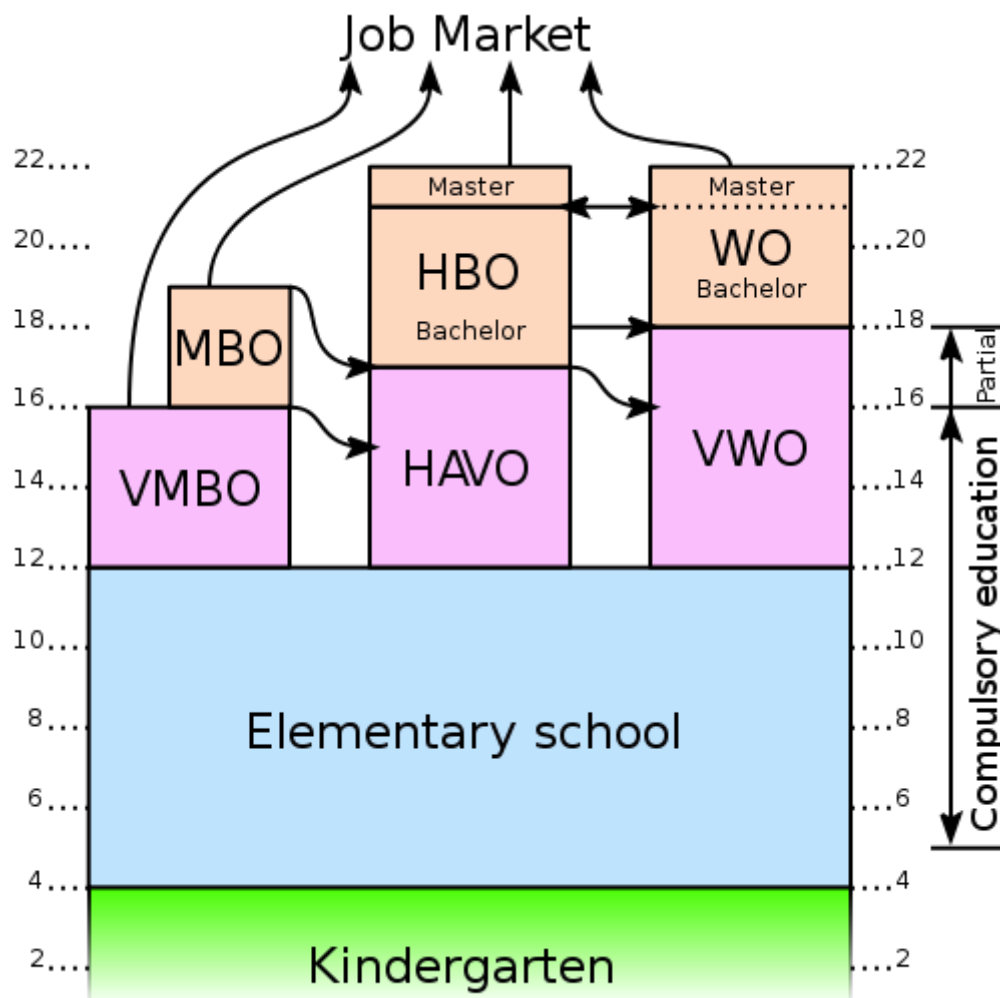 Job Market
22.... ...22
Master Master
20.... ...20
WO
HBO
Bachelor
Bachelor
18.... ...18
MBO
Partial
16.... ...16
VWO
HAVO
VMBO
14.... ...14
Compulsory education
12.... ...12
10.... ...10
8.... ...8
Elementary school
6.... ...6
4.... ...4
Kindergarten
2.... ...2